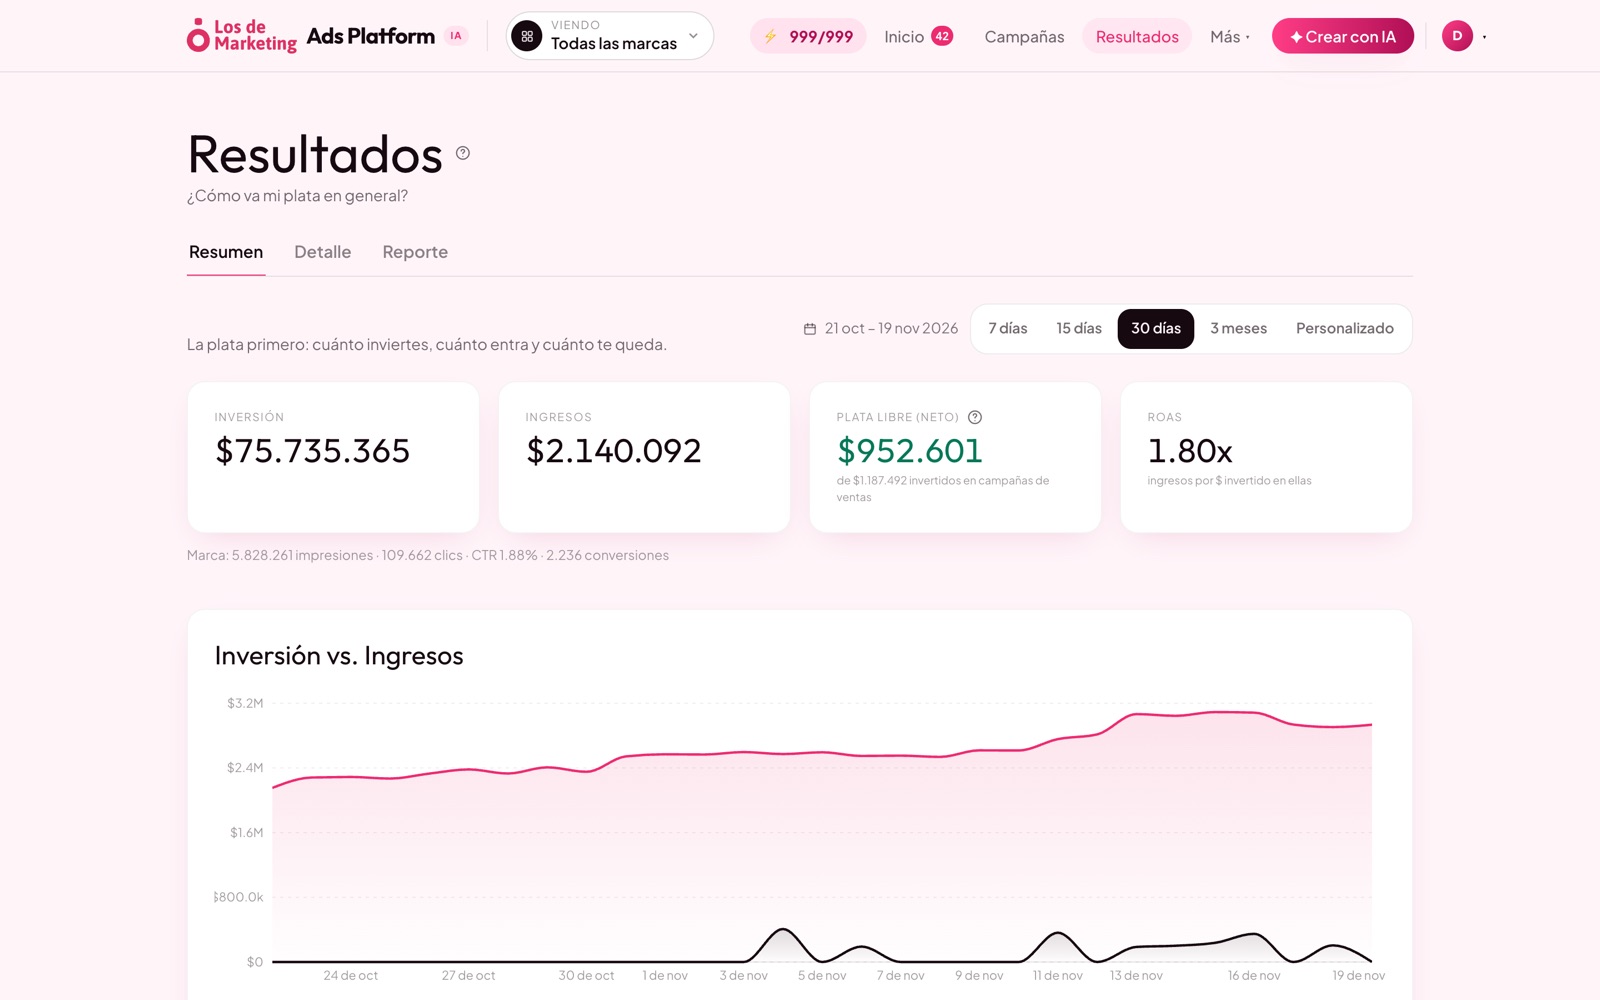 Los de
Marketing
Ads Platform
IA
VIENDO
Todas las marcas
999/999
Inicio
42
Campañas
Resultados
Más
Crear con IA
D
Resultados
¿Cómo va mi plata en general?
Resumen
Detalle
Reporte
La plata primero: cuánto inviertes, cuánto entra y cuánto te queda.
21 oct – 19 nov 2026
7 días
15 días
30 días
3 meses
Personalizado
INVERSIÓN
$75.735.365
INGRESOS
$2.140.092
PLATA LIBRE (NETO)
$952.601
de $1.187.492 invertidos en campañas de
ventas
ROAS
1.80x
ingresos por $ invertido en ellas
Marca: 5.828.261 impresiones · 109.662 clics · CTR 1.88% · 2.236 conversiones
Inversión vs. Ingresos
$3.2M
$2.4M
$1.6M
$800.0k
$0
24 de oct
27 de oct
30 de oct
1 de nov
3 de nov
5 de nov
7 de nov
9 de nov
11 de nov
13 de nov
16 de nov
19 de nov